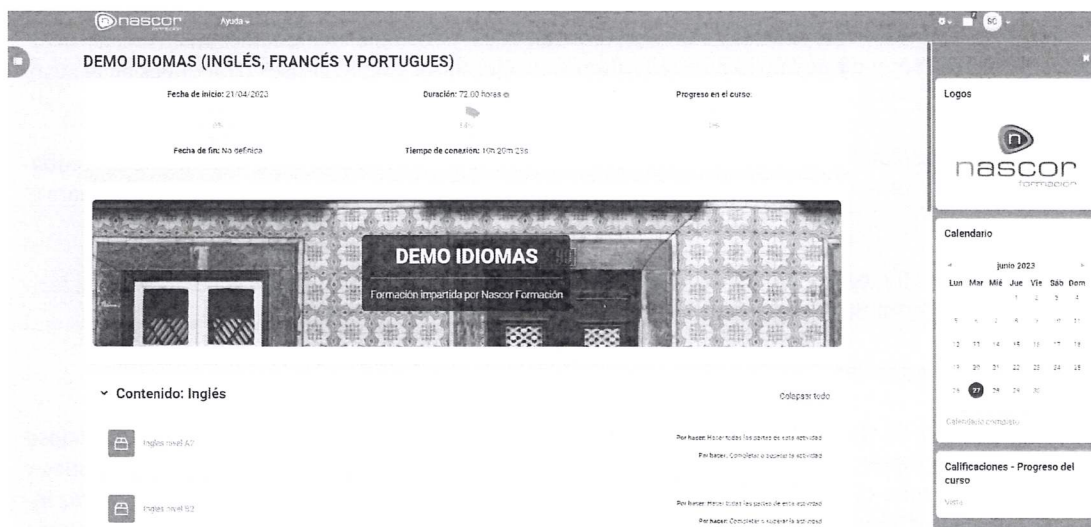 nascor
formación
Ayuda
SC
DEMO IDIOMAS (INGLÉS, FRANCÉS Y PORTUGUES)
Fecha de inicio: 21/04/2023
Duración: 72.00 horas
Progreso en el curso:
Fecha de fin: No definida
Tiempo de conexión: 10h 20m 23s
DEMO IDIOMAS
Formación impartida por Nascor Formación
Contenido: Inglés
Colapsar todo
Inglés nivel A2
Por hacer: Hacer todas las partes de esta actividad
Por hacer: Completar o superar la actividad
Inglés nivel B2
Por hacer: Hacer todas las partes de esta actividad
Por hacer: Completar o superar la actividad
Logos
nascor
formación
Calendario
junio 2023
Lun Mar Mié Jue Vie Sáb Dom
1 2 3 4
5 6 7 8 9 10 11
12 13 14 15 16 17 18
19 20 21 22 23 24 25
26 27 28 29 30
Calendario completo
Calificaciones - Progreso del
curso